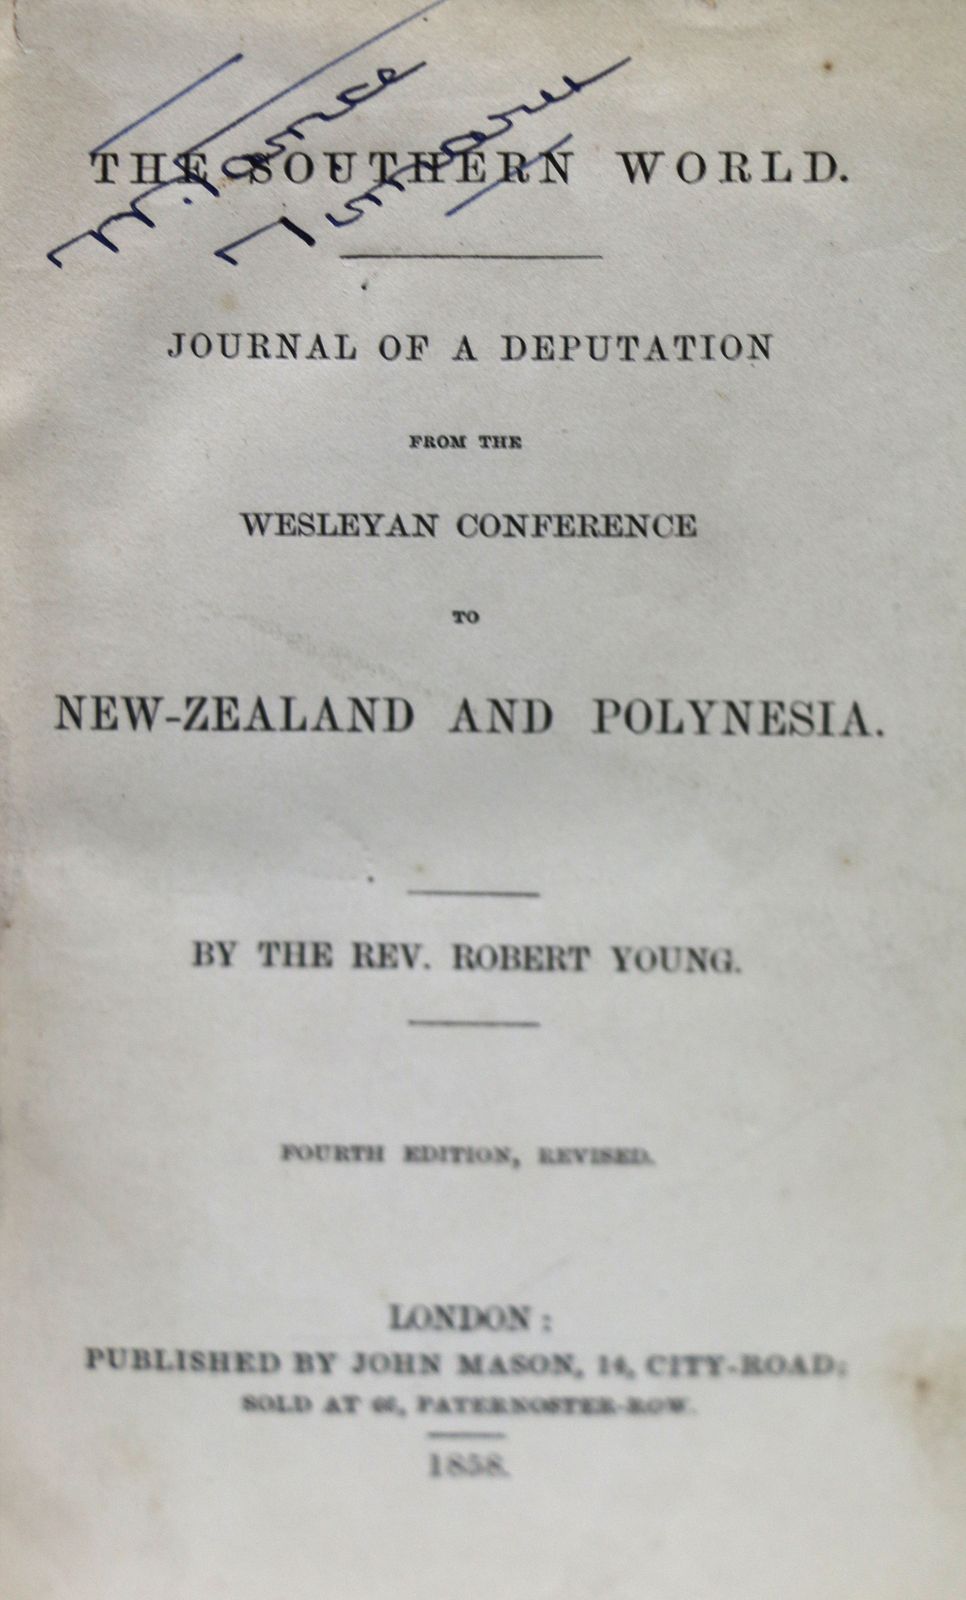 THE SOUTHERN WORLD.
JOURNAL OF A DEPUTATION
FROM THE
WESLEYAN CONFERENCE
TO
NEW-ZEALAND AND POLYNESIA.
BY THE REV. ROBERT YOUNG.
FOURTH EDITION, REVISED.
LONDON:
PUBLISHED BY JOHN MASON, 14, CITY-ROAD;
SOLD AT 66, PATERNOSTER-ROW.
1858.